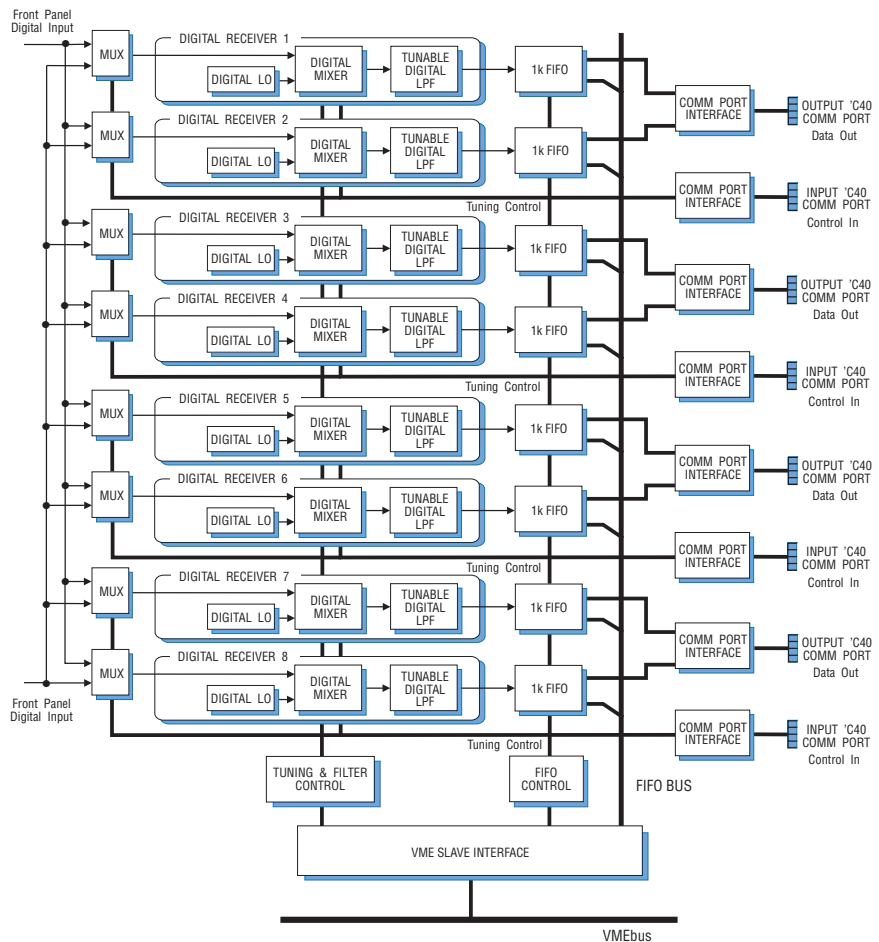 Front Panel
Digital Input
MUX
DIGITAL RECEIVER 1
DIGITAL LO
DIGITAL
MIXER
TUNABLE
DIGITAL
LPF
1k FIFO
COMM PORT
INTERFACE
OUTPUT 'C40
COMM PORT
Data Out
MUX
DIGITAL RECEIVER 2
DIGITAL LO
DIGITAL
MIXER
TUNABLE
DIGITAL
LPF
1k FIFO
Tuning Control
COMM PORT
INTERFACE
INPUT 'C40
COMM PORT
Control In
MUX
DIGITAL RECEIVER 3
DIGITAL LO
DIGITAL
MIXER
TUNABLE
DIGITAL
LPF
1k FIFO
COMM PORT
INTERFACE
OUTPUT 'C40
COMM PORT
Data Out
MUX
DIGITAL RECEIVER 4
DIGITAL LO
DIGITAL
MIXER
TUNABLE
DIGITAL
LPF
1k FIFO
Tuning Control
COMM PORT
INTERFACE
INPUT 'C40
COMM PORT
Control In
MUX
DIGITAL RECEIVER 5
DIGITAL LO
DIGITAL
MIXER
TUNABLE
DIGITAL
LPF
1k FIFO
COMM PORT
INTERFACE
OUTPUT 'C40
COMM PORT
Data Out
MUX
DIGITAL RECEIVER 6
DIGITAL LO
DIGITAL
MIXER
TUNABLE
DIGITAL
LPF
1k FIFO
Tuning Control
COMM PORT
INTERFACE
INPUT 'C40
COMM PORT
Control In
MUX
DIGITAL RECEIVER 7
DIGITAL LO
DIGITAL
MIXER
TUNABLE
DIGITAL
LPF
1k FIFO
COMM PORT
INTERFACE
OUTPUT 'C40
COMM PORT
Data Out
MUX
DIGITAL RECEIVER 8
DIGITAL LO
DIGITAL
MIXER
TUNABLE
DIGITAL
LPF
1k FIFO
Front Panel
Digital Input
Tuning Control
COMM PORT
INTERFACE
INPUT 'C40
COMM PORT
Control In
TUNING & FILTER
CONTROL
FIFO
CONTROL
FIFO BUS
VME SLAVE INTERFACE
VMEbus